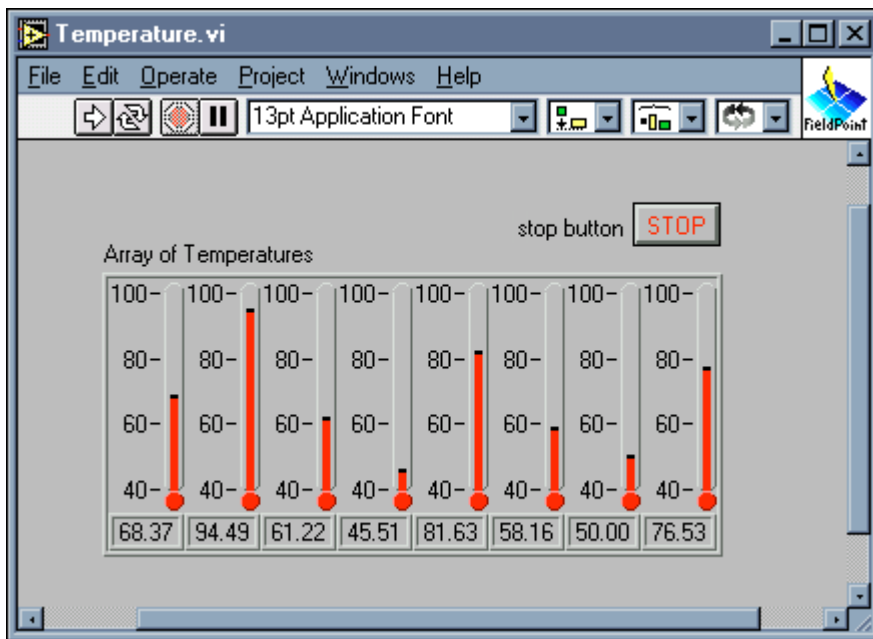 Temperature.vi
File Edit Operate Project Windows Help
13pt Application Font
FieldPoint
stop button STOP
Array of Temperatures
100 100 100 100 100 100 100 100
80 80 80 80 80 80 80 80
60 60 60 60 60 60 60 60
40 40 40 40 40 40 40 40
68.37 94.49 61.22 45.51 81.63 58.16 50.00 76.53